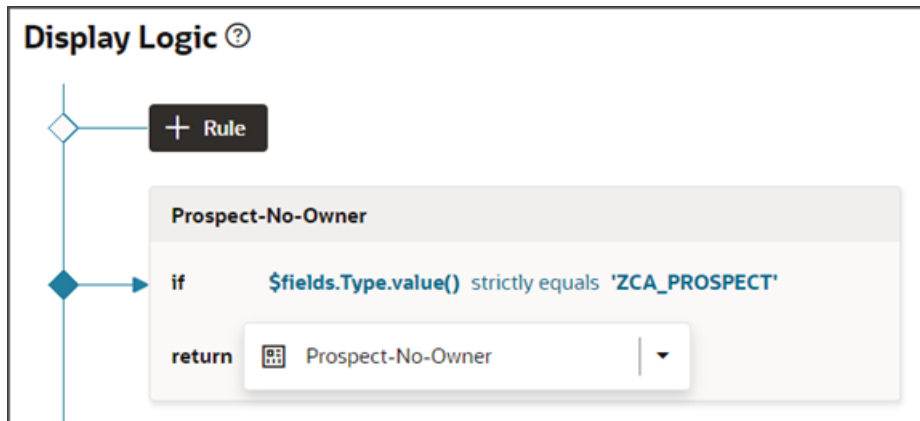 Display Logic ?
+ Rule
Prospect-No-Owner
if $fields.Type.value() strictly equals 'ZCA_PROSPECT'
return Prospect-No-Owner